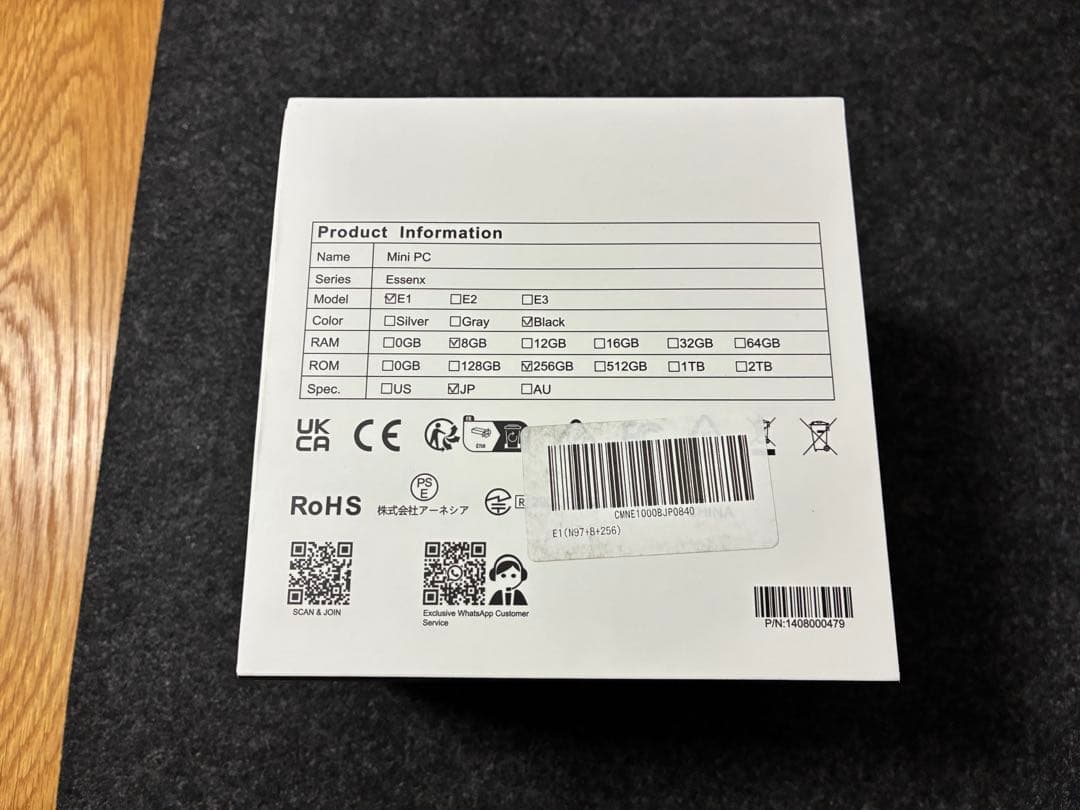 Product Information
Name Mini PC
Series Essenx
Model ☑E1 ☐E2 ☐E3
Color ☐Silver ☐Gray ☑Black
RAM ☐0GB ☑8GB ☐12GB ☐16GB ☐32GB ☐64GB
ROM ☐0GB ☐128GB ☑256GB ☐512GB ☐1TB ☐2TB
Spec. ☐US ☑JP ☐AU
UK
CA CE
CMNE1000BJP0840
E1(N97+8+256)
RoHS
PS
E
株式会社アーネシア
R
SCAN & JOIN
Exclusive WhatsApp Customer
Service
P/N:1408000479